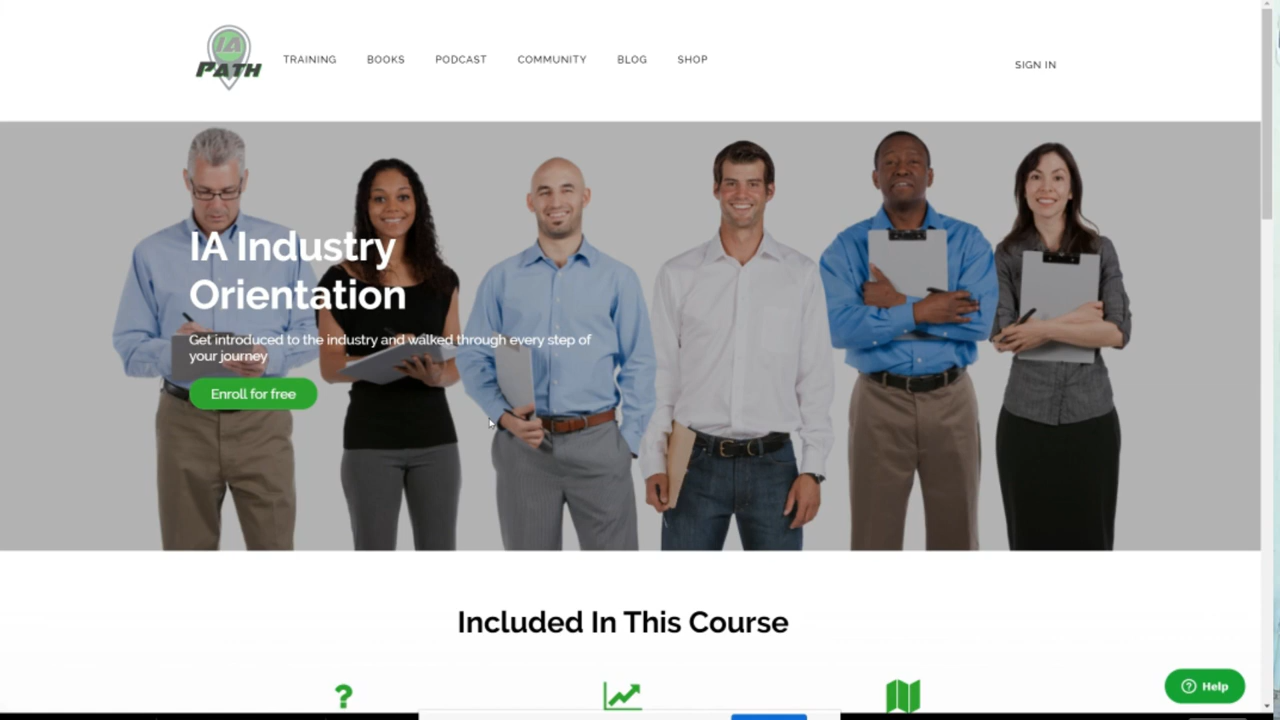 IA
PATH
TRAINING BOOKS PODCAST COMMUNITY BLOG SHOP
SIGN IN
IA Industry
Orientation
Get introduced to the industry and walked through every step of
your journey
Enroll for free
Included In This Course
?
? Help